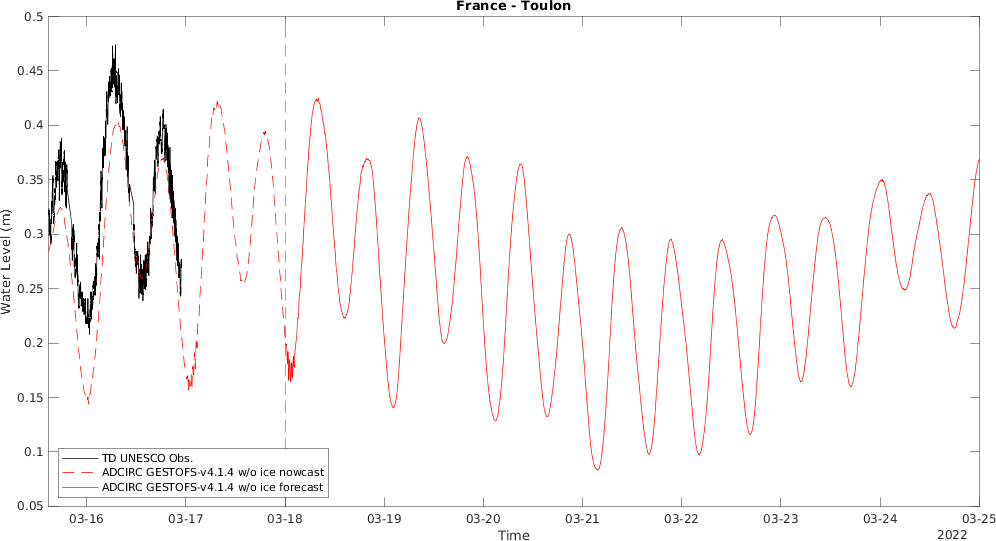 France - Toulon
0.5
0.45
0.4
0.35
0.3
0.25
0.2
0.15
0.1
0.05
Water Level (m)
TD UNESCO Obs.
ADCIRC GESTOFS-v4.1.4 w/o ice nowcast
ADCIRC GESTOFS-v4.1.4 w/o ice forecast
03-16 03-17 03-18 03-19 03-20 03-21 03-22 03-23 03-24 03-25
Time
2022